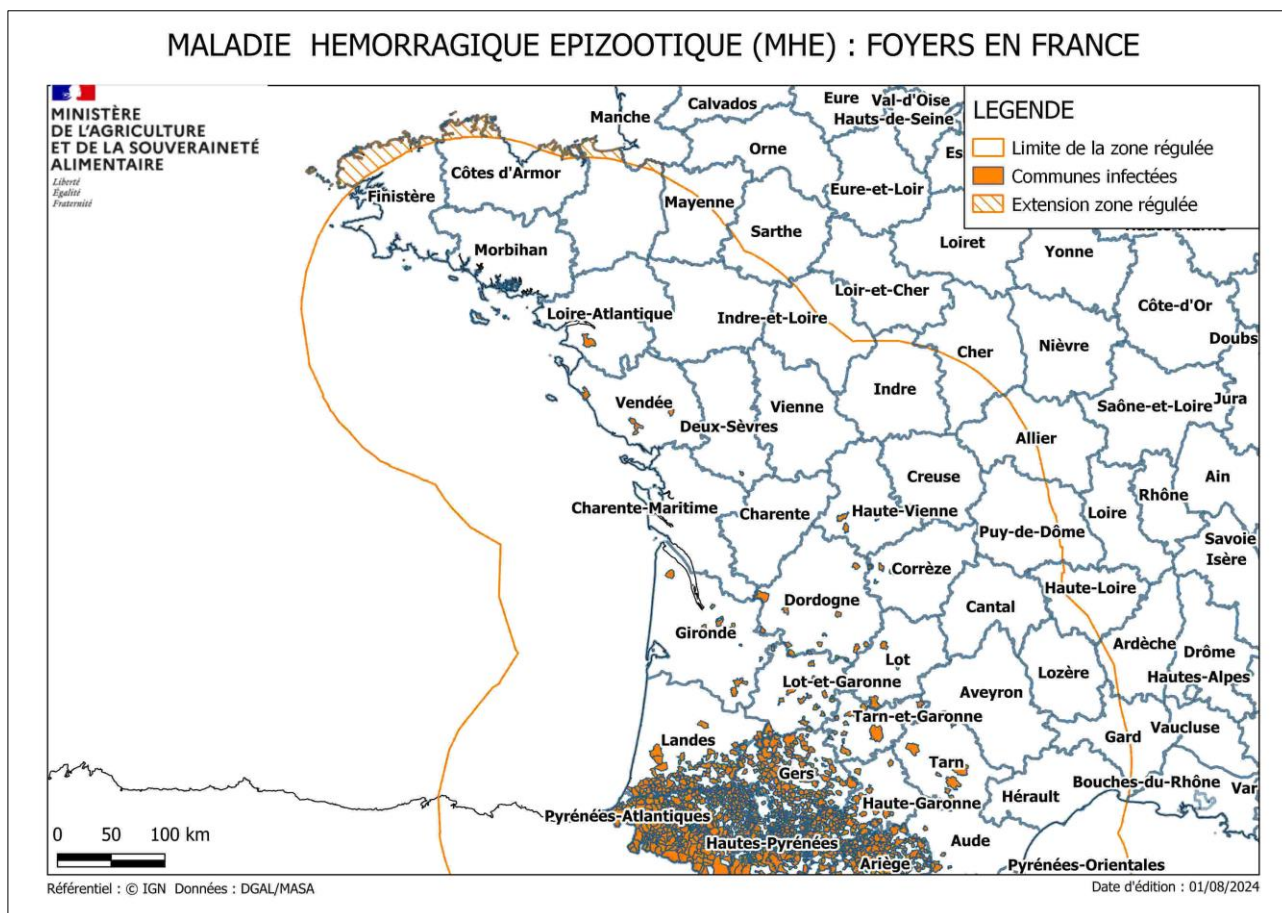 MALADIE HEMORRAGIQUE EPIZOOTIQUE (MHE) : FOYERS EN FRANCE
MINISTÈRE
DE L'AGRICULTURE
ET DE LA SOUVERAINETÉ
ALIMENTAIRE
Liberté
Égalité
Fraternité
LEGENDE
Limite de la zone régulée
Communes infectées
Extension zone régulée
Calvados
Eure
Val-d'Oise
Manche
Hauts-de-Seine
Orne
Es
Côtes d'Armor
Finistère
Mayenne
Eure-et-Loir
Sarthe
Morbihan
Loiret
Yonne
Loir-et-Cher
Côte-d'Or
Loire-Atlantique
Indre-et-Loire
Cher
Nièvre
Doubs
Indre
Vendée
Vienne
Deux-Sèvres
Saône-et-Loire
Jura
Allier
Creuse
Ain
Rhône
Charente-Maritime
Charente
Haute-Vienne
Loire
Puy-de-Dôme
Savoie
Isère
Corrèze
Dordogne
Haute-Loire
Cantal
Gironde
Ardèche
Drôme
Lot
Lozère
Hautes-Alpes
Lot-et-Garonne
Aveyron
Tarn-et-Garonne
Vaucluse
Landes
Gard
Tarn
Gers
Bouches-du-Rhône
Var
Haute-Garonne
Hérault
Pyrénées-Atlantiques
Hautes-Pyrénées
Aude
Ariège
Pyrénées-Orientales
0 50 100 km
Référentiel : © IGN Données : DGAL/MASA
Date d'édition : 01/08/2024